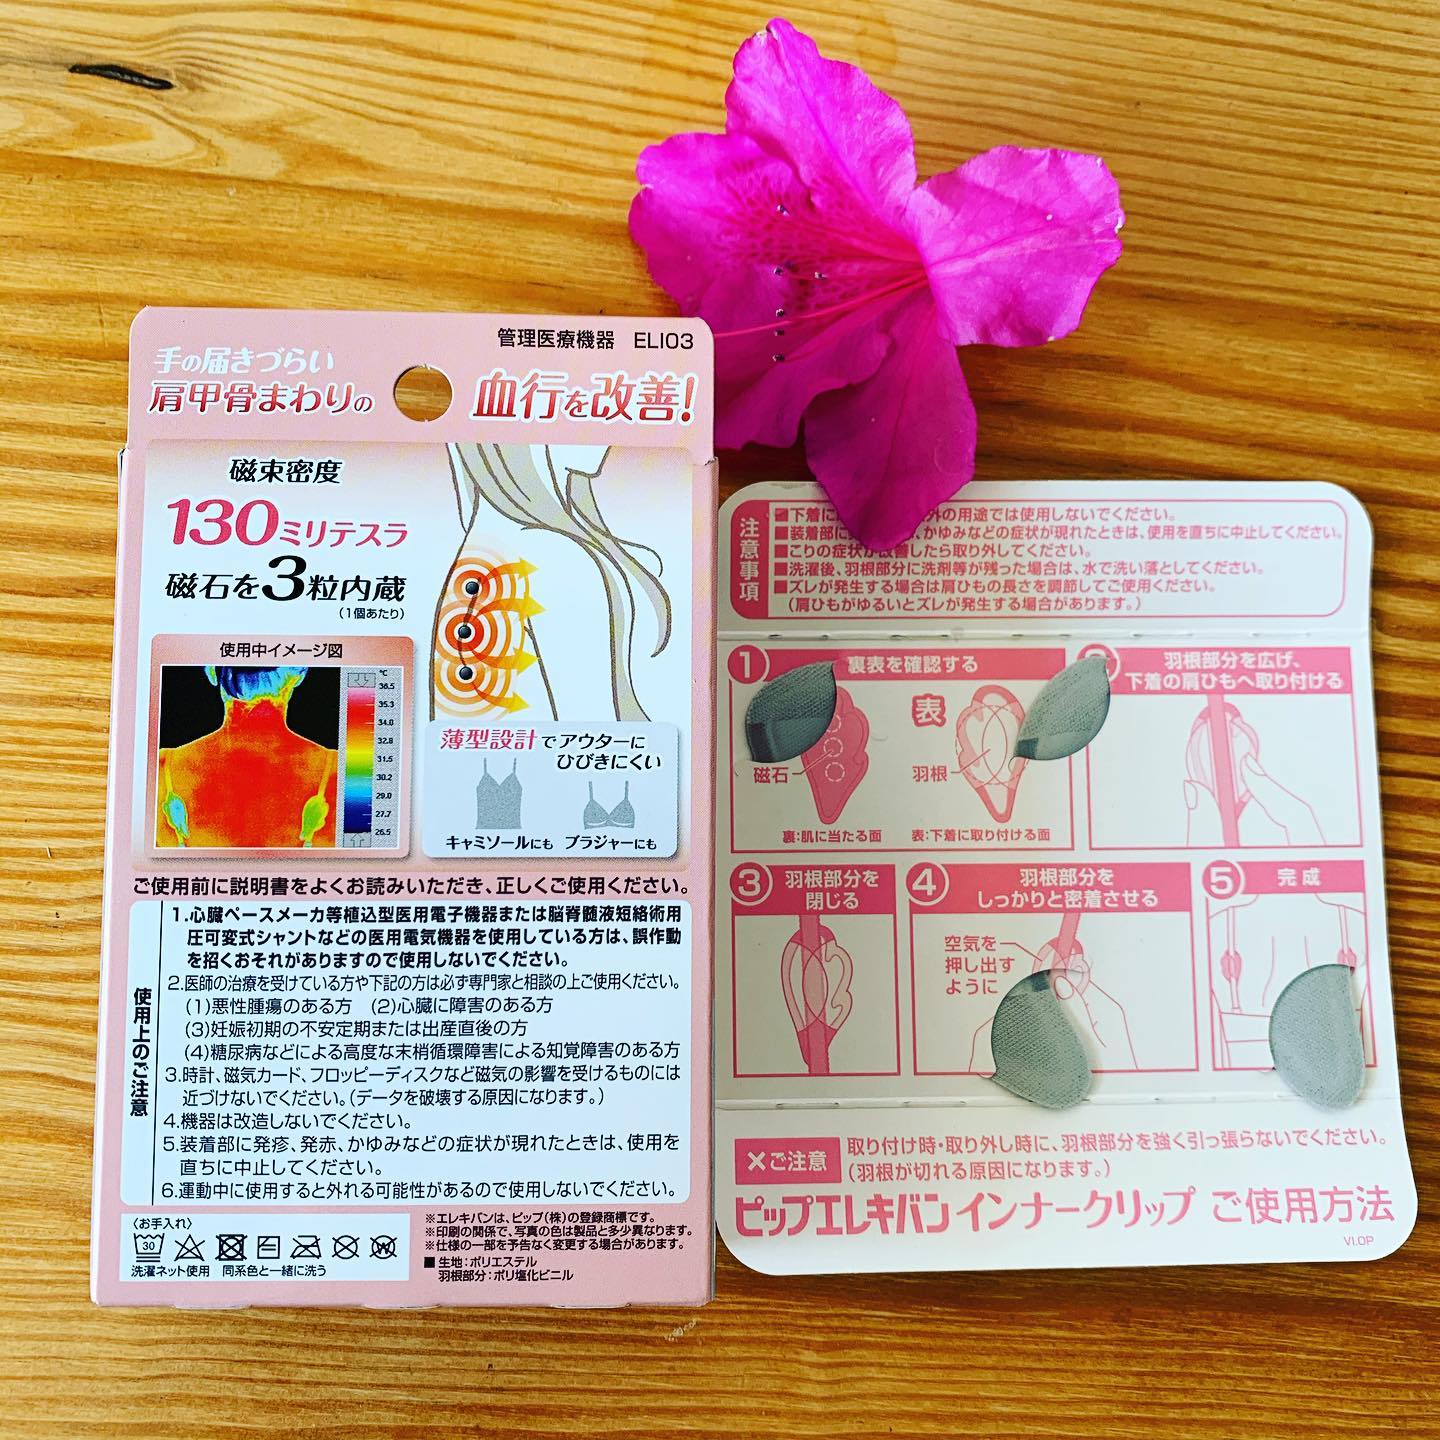 管理医療機器 ELI03
手の届きづらい
肩甲骨まわりの
血行を改善!
磁束密度
130ミリテスラ
磁石を3粒内蔵
(1個あたり)
使用中イメージ図
℃
36.5
35.3
34.0
32.8
31.5
30.2
29.0
27.7
26.5
薄型設計でアウターに
ひびきにくい
キャミソールにも ブラジャーにも
ご使用前に説明書をよくお読みいただき、正しくご使用ください。
使用上のご注意
1.心臓ペースメーカ等植込型医用電子機器または脳脊髄液短絡術用
圧可変式シャントなどの医用電気機器を使用している方は、誤作動
を招くおそれがありますので使用しないでください。
2.医師の治療を受けている方や下記の方は必ず専門家と相談の上ご使用ください。
(1)悪性腫瘍のある方 (2)心臓に障害のある方
(3)妊娠初期の不安定期または出産直後の方
(4)糖尿病などによる高度な末梢循環障害による知覚障害のある方
3.時計、磁気カード、フロッピーディスクなど磁気の影響を受けるものには
近づけないでください。(データを破壊する原因になります。)
4.機器は改造しないでください。
5.装着部に発疹、発赤、かゆみなどの症状が現れたときは、使用を
直ちに中止してください。
6.運動中に使用すると外れる可能性があるので使用しないでください。
〈お手入れ〉
30
洗濯ネット使用 同系色と一緒に洗う
※エレキバンは、ピップ(株)の登録商標です。
※印刷の関係で、写真の色は製品と多少異なります。
※仕様の一部を予告なく変更する場合があります。
■生地:ポリエステル
羽根部分:ポリ塩化ビニル
注意事項
■下着に 外の用途では使用しないでください。
■装着部に 、かゆみなどの症状が現れたときは、使用を直ちに中止してください。
■こりの症状が改善したら取り外してください。
■洗濯後、羽根部分に洗剤等が残った場合は、水で洗い落としてください。
■ズレが発生する場合は肩ひもの長さを調節してご使用ください。
(肩ひもがゆるいとズレが発生する場合があります。)
1 裏表を確認する
表
磁石
羽根
裏:肌に当たる面 表:下着に取り付ける面
羽根部分を広げ、
下着の肩ひもへ取り付ける
3 羽根部分を
閉じる
4 羽根部分を
しっかりと密着させる
空気を
押し出す
ように
5 完成
×ご注意
取り付け時・取り外し時に、羽根部分を強く引っ張らないでください。
(羽根が切れる原因になります。)
ピップエレキバン インナークリップ ご使用方法
VI.OP